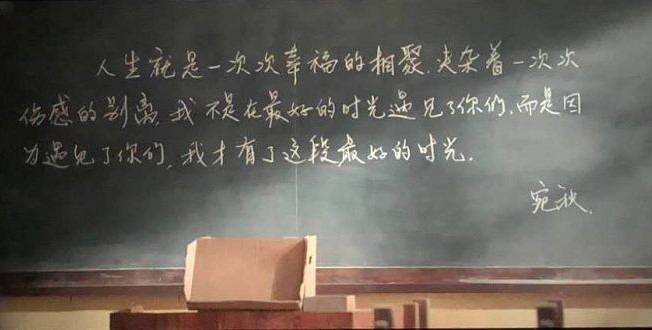 人生就是一次次幸福的相聚,夹杂着一次次
伤感的别离,我不是在最好的时光遇见了你们,而是因
为遇见了你们,我才有了这段最好的时光.
宛秋.